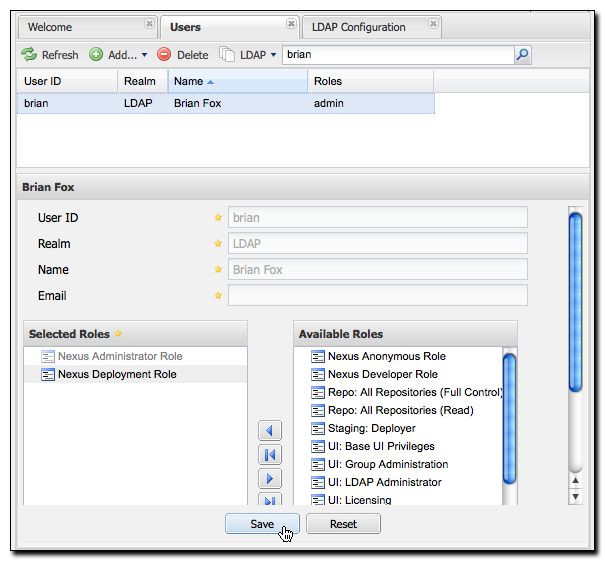 Welcome Users LDAP Configuration
Refresh Add... Delete LDAP brian
User ID Realm Name Roles
brian LDAP Brian Fox admin
Brian Fox
User ID brian
Realm LDAP
Name Brian Fox
Email
Selected Roles
Nexus Administrator Role
Nexus Deployment Role
Available Roles
Nexus Anonymous Role
Nexus Developer Role
Repo: All Repositories (Full Control)
Repo: All Repositories (Read)
Staging: Deployer
UI: Base UI Privileges
UI: Group Administration
UI: LDAP Administrator
UI: Licensing
Save Reset